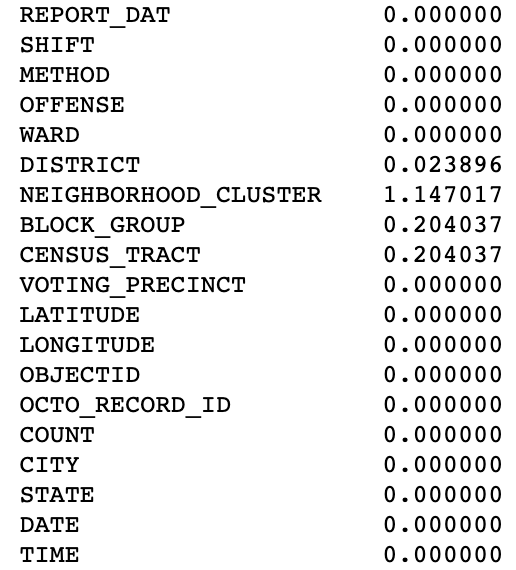 REPORT_DAT 0.000000
SHIFT 0.000000
METHOD 0.000000
OFFENSE 0.000000
WARD 0.000000
DISTRICT 0.023896
NEIGHBORHOOD_CLUSTER 1.147017
BLOCK_GROUP 0.204037
CENSUS_TRACT 0.204037
VOTING_PRECINCT 0.000000
LATITUDE 0.000000
LONGITUDE 0.000000
OBJECTID 0.000000
OCTO_RECORD_ID 0.000000
COUNT 0.000000
CITY 0.000000
STATE 0.000000
DATE 0.000000
TIME 0.000000